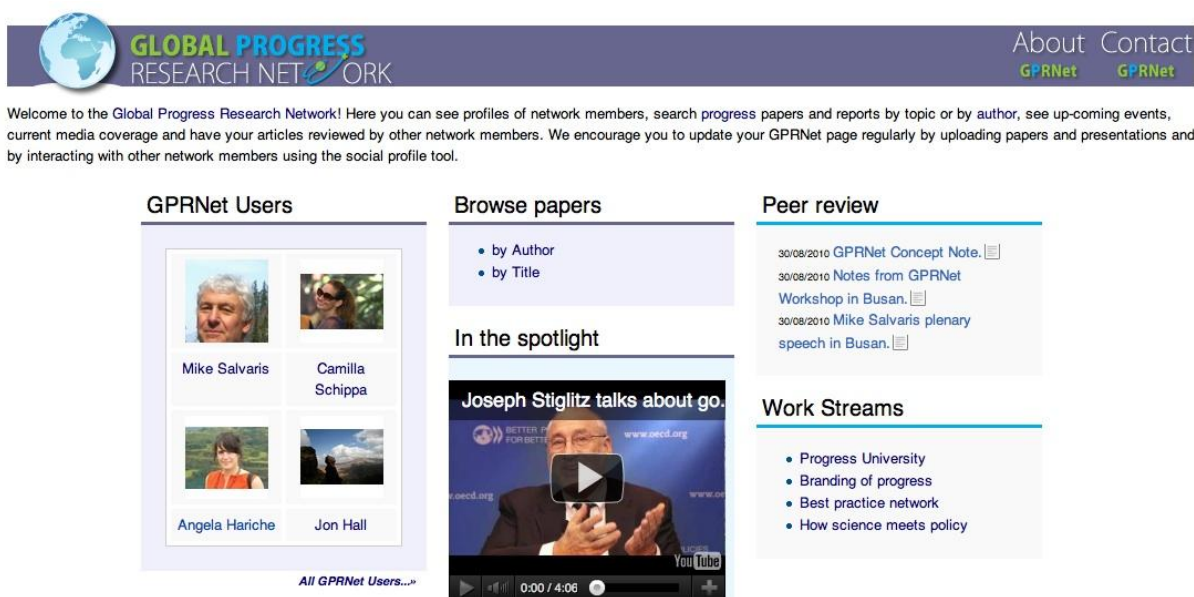 GLOBAL PROGRESS
RESEARCH NETWORK
About Contact
GPRNet GPRNet
Welcome to the Global Progress Research Network! Here you can see profiles of network members, search progress papers and reports by topic or by author, see up-coming events,
current media coverage and have your articles reviewed by other network members. We encourage you to update your GPRNet page regularly by uploading papers and presentations and
by interacting with other network members using the social profile tool.
GPRNet Users
Mike Salvaris
Camilla
Schippa
Angela Hariche
Jon Hall
All GPRNet Users...»
Browse papers
• by Author
• by Title
In the spotlight
Joseph Stiglitz talks about go.
BETTER
FOR BETTE
www.oecd.org
.oecd.org
YouTube
0:00 / 4:06
Peer review
30/08/2010 GPRNet Concept Note.
30/08/2010 Notes from GPRNet
Workshop in Busan.
30/08/2010 Mike Salvaris plenary
speech in Busan.
Work Streams
• Progress University
• Branding of progress
• Best practice network
• How science meets policy